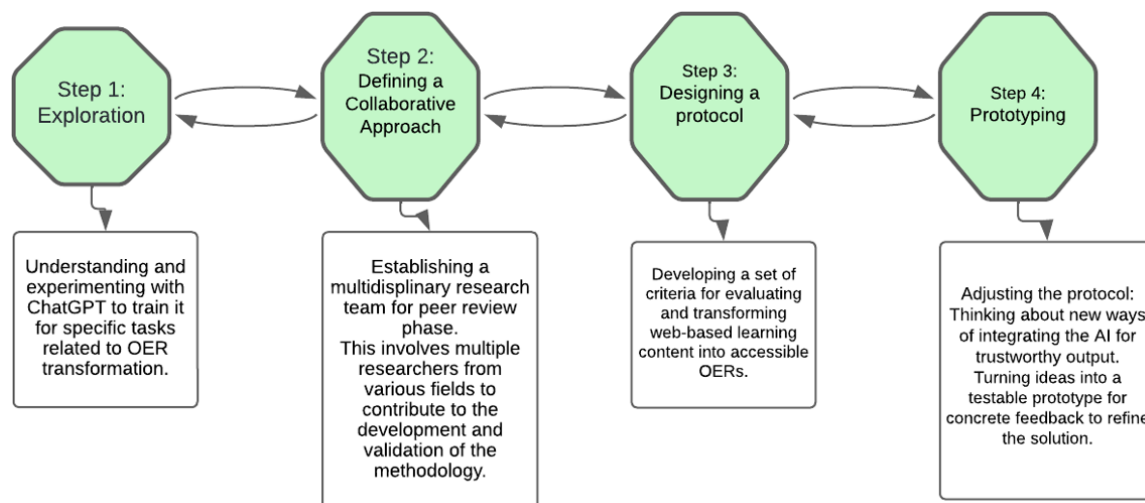 Step 1:
Exploration
Step 2:
Defining a
Collaborative
Approach
Step 3:
Designing a
protocol
Step 4:
Prototyping
Understanding and
experimenting with
ChatGPT to train it
for specific tasks
related to OER
transformation.
Establishing a
multidisplinary research
team for peer review
phase.
This involves multiple
researchers from
various fields to
contribute to the
development and
validation of the
methodology.
Developing a set of
criteria for evaluating
and transforming
web-based learning
content into accessible
OERs.
Adjusting the protocol:
Thinking about new ways
of integrating the AI for
trustworthy output.
Turning ideas into a
testable prototype for
concrete feedback to refine
the solution.